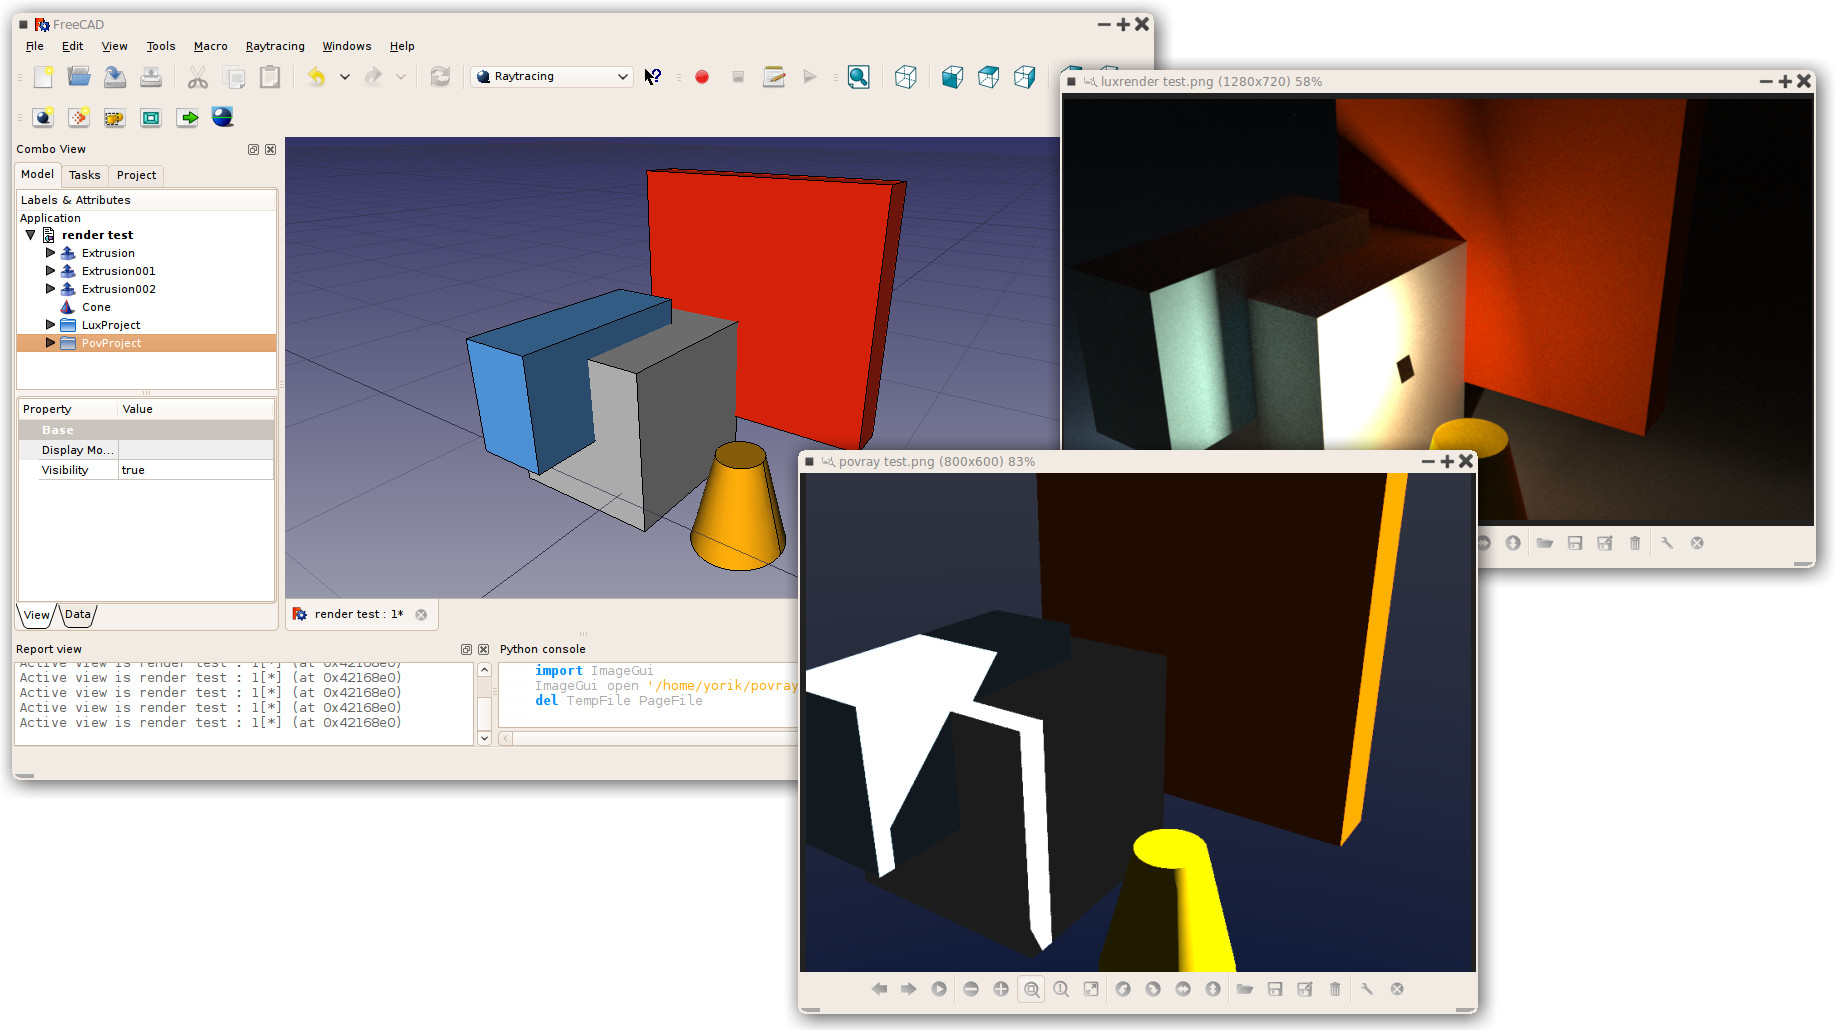 FreeCAD
File Edit View Tools Macro Raytracing Windows Help
Raytracing
Combo View
Model Tasks Project
Labels & Attributes
Application
render test
Extrusion
Extrusion001
Extrusion002
Cone
LuxProject
PovProject
Property Value
Base
Display Mo...
Visibility true
View Data
render test : 1*
Report view
Active view is render test : 1[*] (at 0x42168e0)
Active view is render test : 1[*] (at 0x42168e0)
Active view is render test : 1[*] (at 0x42168e0)
Active view is render test : 1[*] (at 0x42168e0)
Active view is render test : 1[*] (at 0x42168e0)
Python console
import ImageGui
ImageGui open '/home/yorik/povray
del TempFile PageFile
luxrender test.png (1280x720) 58%
povray test.png (800x600) 83%